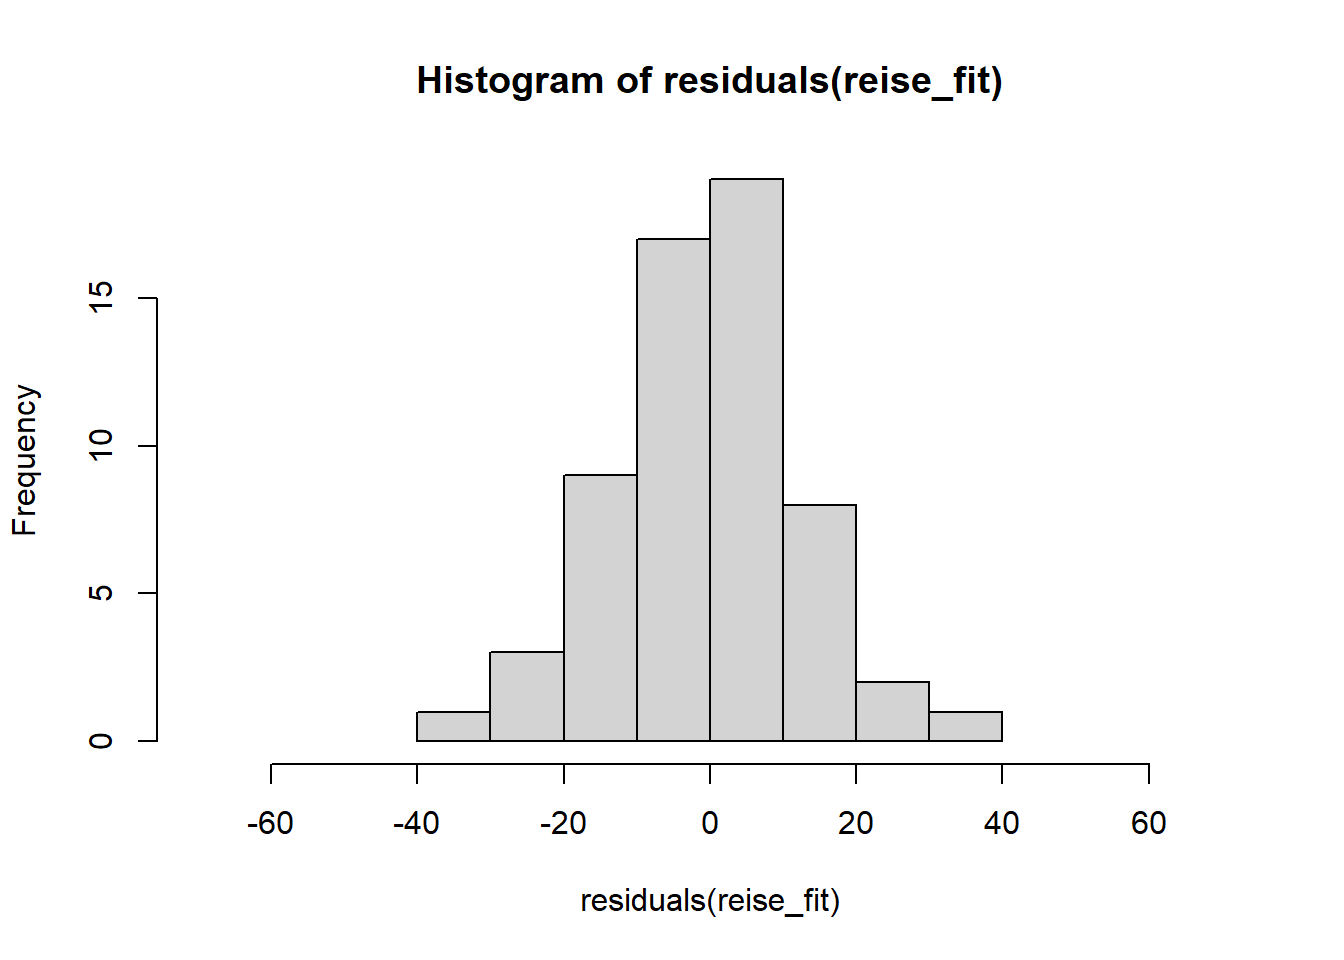 Histogram of residuals(reise_fit)
Frequency
15
10
5
0
-60 -40 -20 0 20 40 60
residuals(reise_fit)